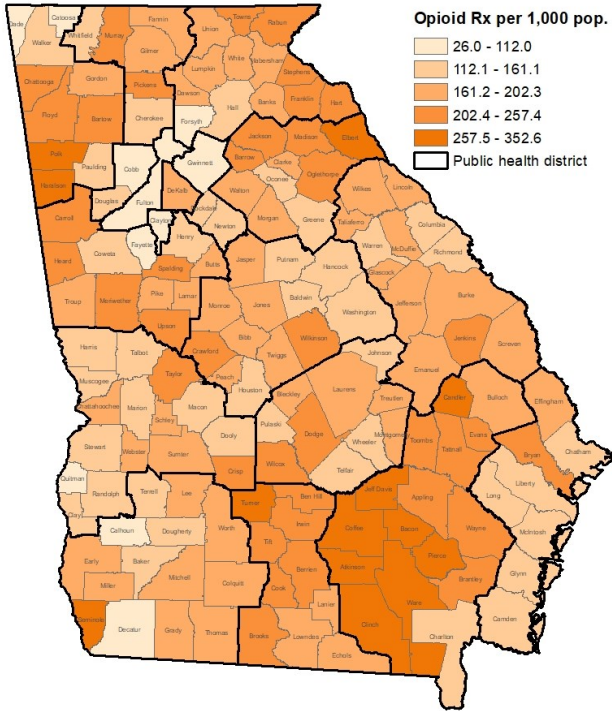 Opioid Rx per 1,000 pop.
26.0 - 112.0
112.1 - 161.1
161.2 - 202.3
202.4 - 257.4
257.5 - 352.6
Public health district
Dade
Catoosa
Fannin
Towns
Rabun
Union
Walker
Whitfield
Murray
Gilmer
White
Habersham
Lumpkin
Stephens
Chattooga
Gordon
Pickens
Dawson
Banks
Franklin
Hart
Hall
Floyd
Bartow
Cherokee
Forsyth
Jackson
Madison
Elbert
Polk
Paulding
Cobb
Gwinnett
Barrow
Clarke
Oconee
Oglethorpe
Haralson
DeKalb
Walton
Wilkes
Lincoln
Douglas
Fulton
Rockdale
Morgan
Greene
Taliaferro
Columbia
Carroll
Clayton
Newton
Henry
Fayette
Warren
McDuffie
Richmond
Coweta
Heard
Spalding
Butts
Jasper
Putnam
Hancock
Glascock
Troup
Meriwether
Pike
Lamar
Monroe
Jones
Baldwin
Washington
Jefferson
Burke
Upson
Wilkinson
Jenkins
Screven
Harris
Talbot
Crawford
Bibb
Twiggs
Johnson
Emanuel
Taylor
Peach
Houston
Laurens
Muscogee
Marion
Macon
Bleckley
Treutlen
Candler
Bulloch
Effingham
Chattahoochee
Schley
Dooly
Pulaski
Dodge
Wheeler
Montgomery
Toombs
Evans
Tattnall
Bryan
Chatham
Stewart
Webster
Sumter
Crisp
Wilcox
Telfair
Quitman
Randolph
Terrell
Lee
Turner
Ben Hill
Jeff Davis
Appling
Long
Liberty
Clay
Calhoun
Dougherty
Worth
Irwin
Coffee
Bacon
Wayne
McIntosh
Early
Baker
Tift
Pierce
Miller
Mitchell
Colquitt
Cook
Berrien
Atkinson
Brantley
Glynn
Seminole
Decatur
Grady
Thomas
Brooks
Lanier
Lowndes
Clinch
Ware
Charlton
Camden
Echols